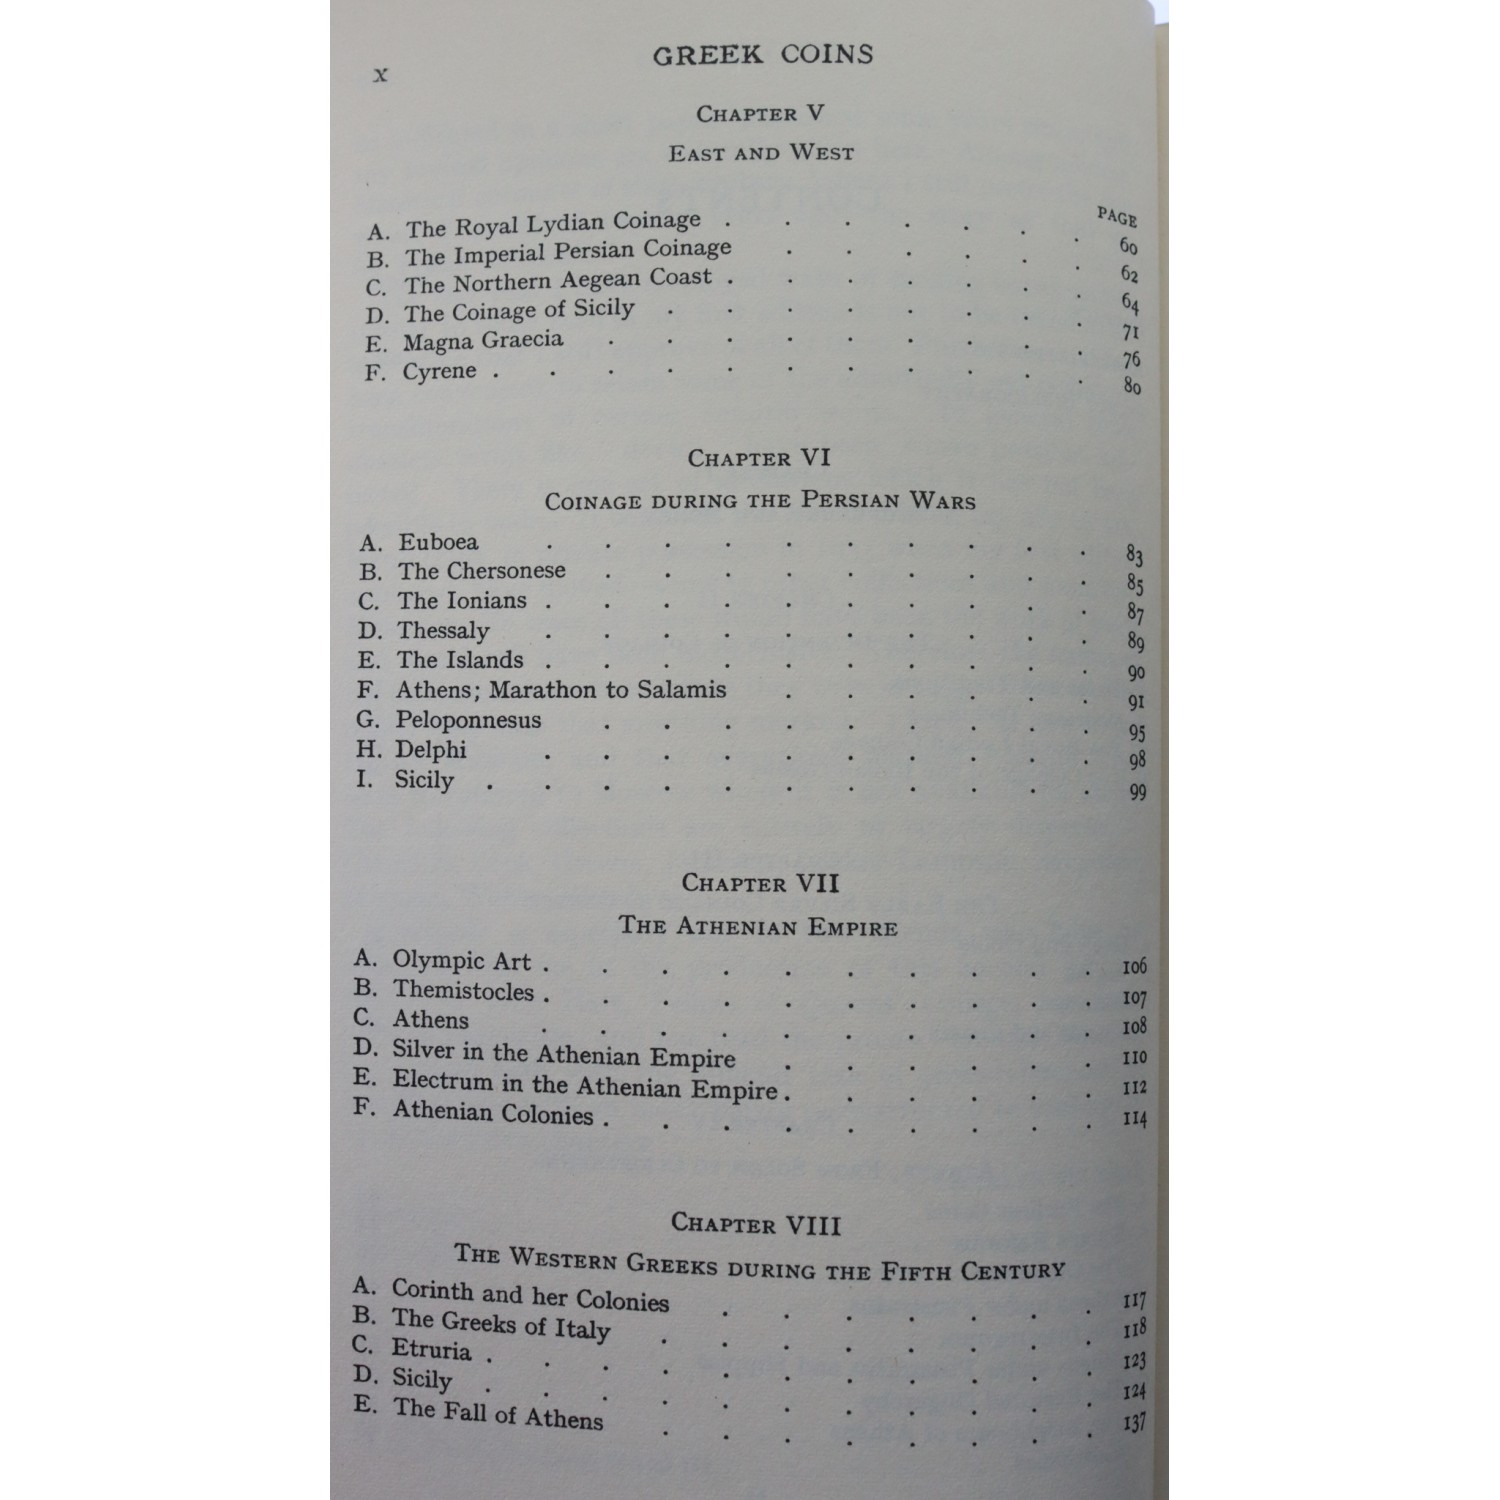 x
GREEK COINS
CHAPTER V
EAST AND WEST
PAGE
A. The Royal Lydian Coinage . . . . . . . 60
B. The Imperial Persian Coinage . . . . . . 62
C. The Northern Aegean Coast . . . . . . . 64
D. The Coinage of Sicily . . . . . . . . 71
E. Magna Graecia . . . . . . . . . 76
F. Cyrene . . . . . . . . . . . 80
CHAPTER VI
COINAGE DURING THE PERSIAN WARS
A. Euboea . . . . . . . . . . 83
B. The Chersonese . . . . . . . . . 85
C. The Ionians . . . . . . . . . . 87
D. Thessaly . . . . . . . . . . 89
E. The Islands . . . . . . . . . . 90
F. Athens; Marathon to Salamis . . . . . . 91
G. Peloponnesus . . . . . . . . . 95
H. Delphi . . . . . . . . . . 98
I. Sicily . . . . . . . . . . . 99
CHAPTER VII
THE ATHENIAN EMPIRE
A. Olympic Art . . . . . . . . . . 106
B. Themistocles . . . . . . . . . . 107
C. Athens . . . . . . . . . . 108
D. Silver in the Athenian Empire . . . . . . 110
E. Electrum in the Athenian Empire . . . . . . 112
F. Athenian Colonies . . . . . . . . . 114
CHAPTER VIII
THE WESTERN GREEKS DURING THE FIFTH CENTURY
A. Corinth and her Colonies . . . . . . . 117
B. The Greeks of Italy . . . . . . . . 118
C. Etruria . . . . . . . . . . . 123
D. Sicily . . . . . . . . . . . 124
E. The Fall of Athens . . . . . . . . 137